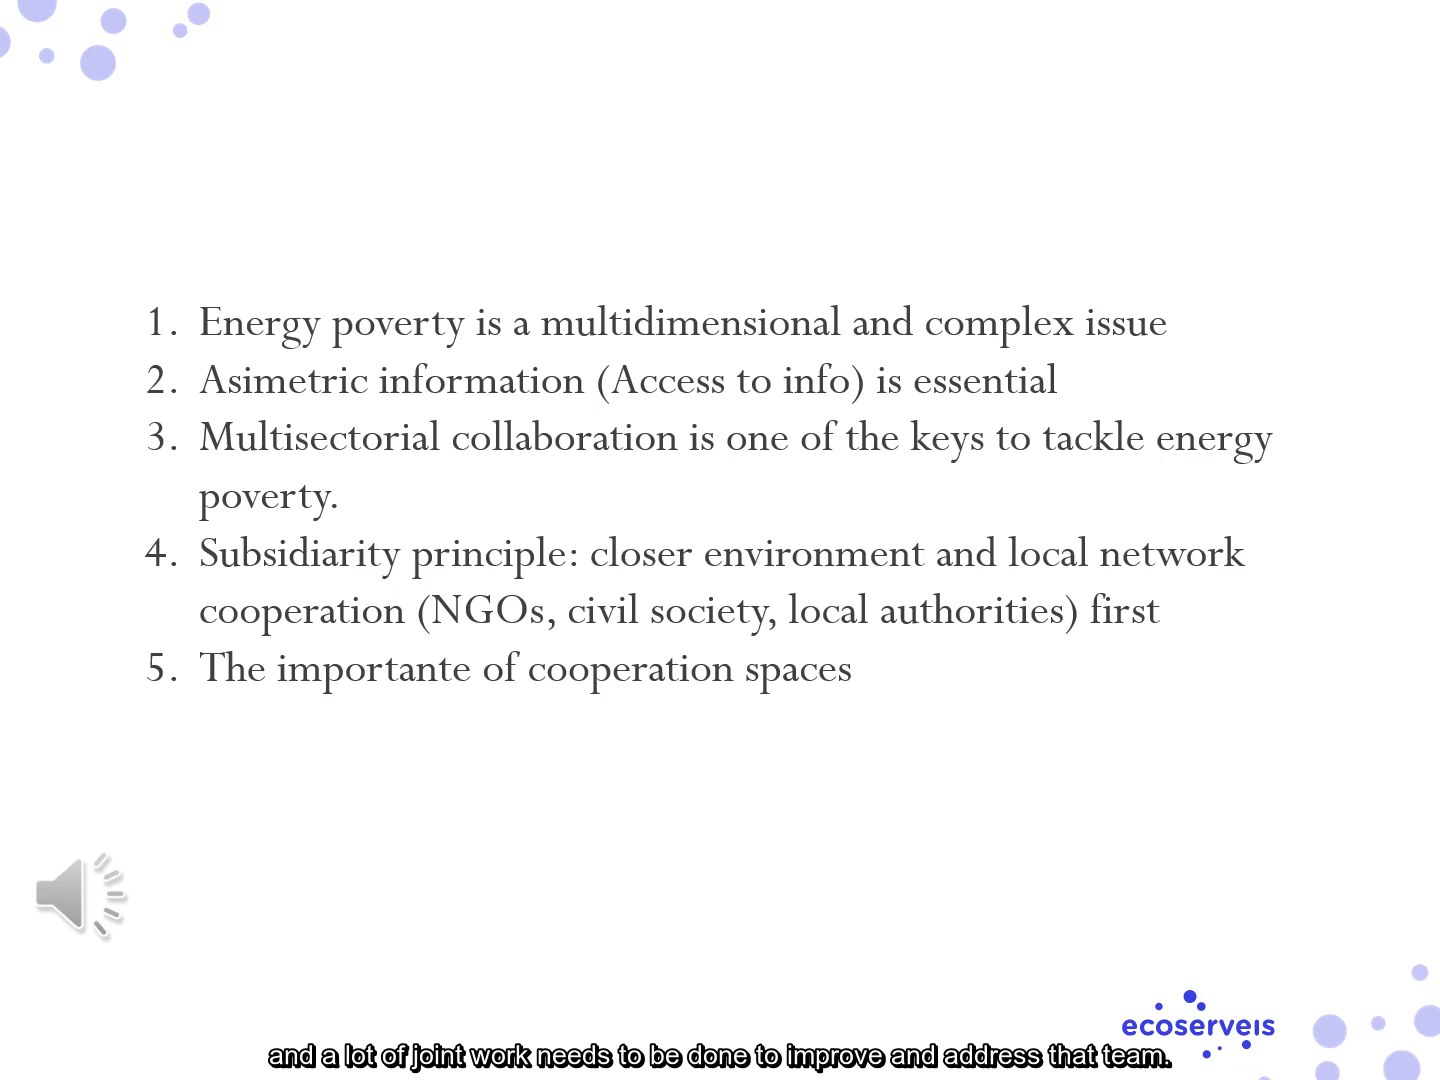 1. Energy poverty is a multidimensional and complex issue
2. Asimetric information (Access to info) is essential
3. Multisectorial collaboration is one of the keys to tackle energy
poverty.
4. Subsidiarity principle: closer environment and local network
cooperation (NGOs, civil society, local authorities) first
5. The importante of cooperation spaces
ecoserveis
and a lot of joint work needs to be done to improve and address that team.